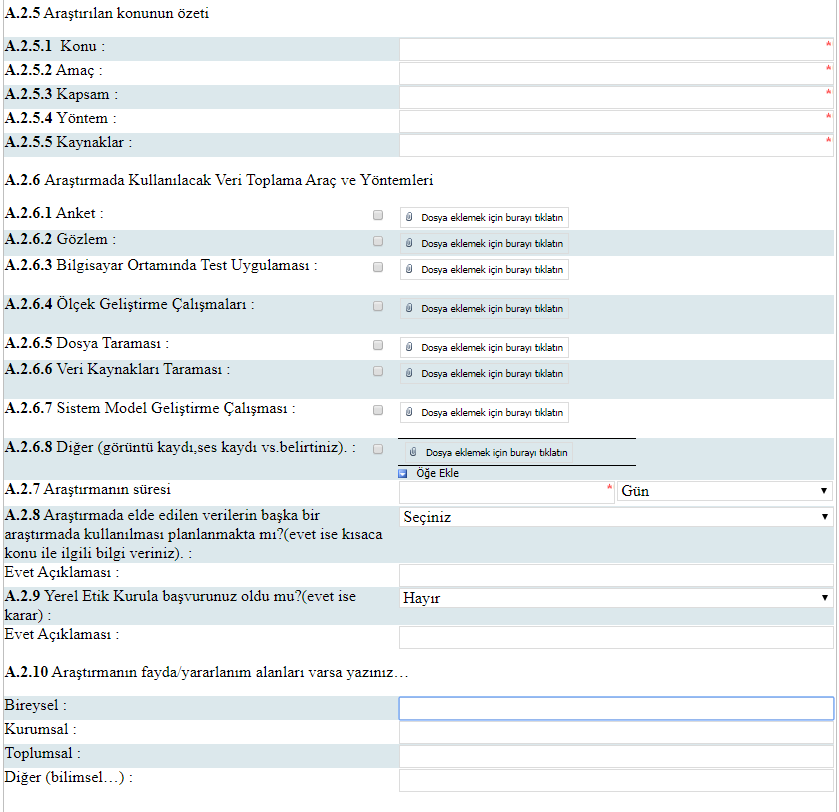 A.2.5 Araştırılan konunun özeti
A.2.5.1 Konu :
*
A.2.5.2 Amaç :
*
A.2.5.3 Kapsam :
*
A.2.5.4 Yöntem :
*
A.2.5.5 Kaynaklar :
*
A.2.6 Araştırmada Kullanılacak Veri Toplama Araç ve Yöntemleri
A.2.6.1 Anket :
Dosya eklemek için burayı tıklatın
A.2.6.2 Gözlem :
Dosya eklemek için burayı tıklatın
A.2.6.3 Bilgisayar Ortamında Test Uygulaması :
Dosya eklemek için burayı tıklatın
A.2.6.4 Ölçek Geliştirme Çalışmaları :
Dosya eklemek için burayı tıklatın
A.2.6.5 Dosya Taraması :
Dosya eklemek için burayı tıklatın
A.2.6.6 Veri Kaynakları Taraması :
Dosya eklemek için burayı tıklatın
A.2.6.7 Sistem Model Geliştirme Çalışması :
Dosya eklemek için burayı tıklatın
A.2.6.8 Diğer (görüntü kaydı,ses kaydı vs.belirtiniz). :
Dosya eklemek için burayı tıklatın
Öğe Ekle
A.2.7 Araştırmanın süresi
*
Gün
A.2.8 Araştırmada elde edilen verilerin başka bir
araştırmada kullanılması planlanmakta mı?(evet ise kısaca
konu ile ilgili bilgi veriniz). :
Seçiniz
Evet Açıklaması :
A.2.9 Yerel Etik Kurula başvurunuz oldu mu?(evet ise
karar) :
Hayır
Evet Açıklaması :
A.2.10 Araştırmanın fayda/yararlanım alanları varsa yazınız…
Bireysel :
Kurumsal :
Toplumsal :
Diğer (bilimsel…) :